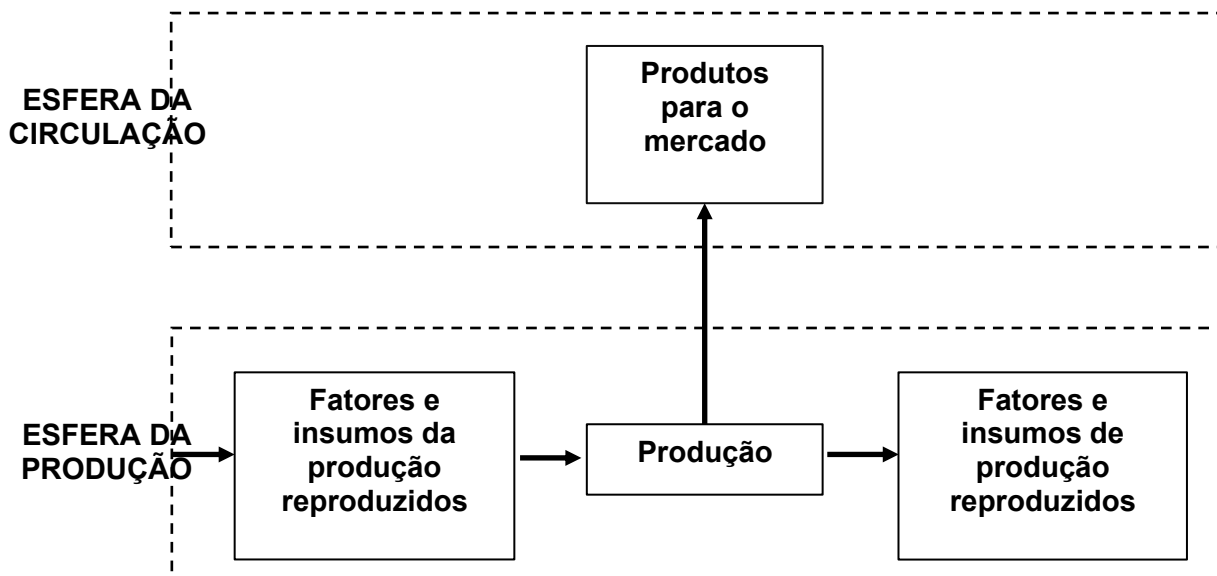 Produtos
para o
mercado
ESFERA DA
CIRCULAÇÃO
ESFERA DA
PRODUÇÃO
Fatores e
insumos da
produção
reproduzidos
Produção
Fatores e
insumos de
produção
reproduzidos